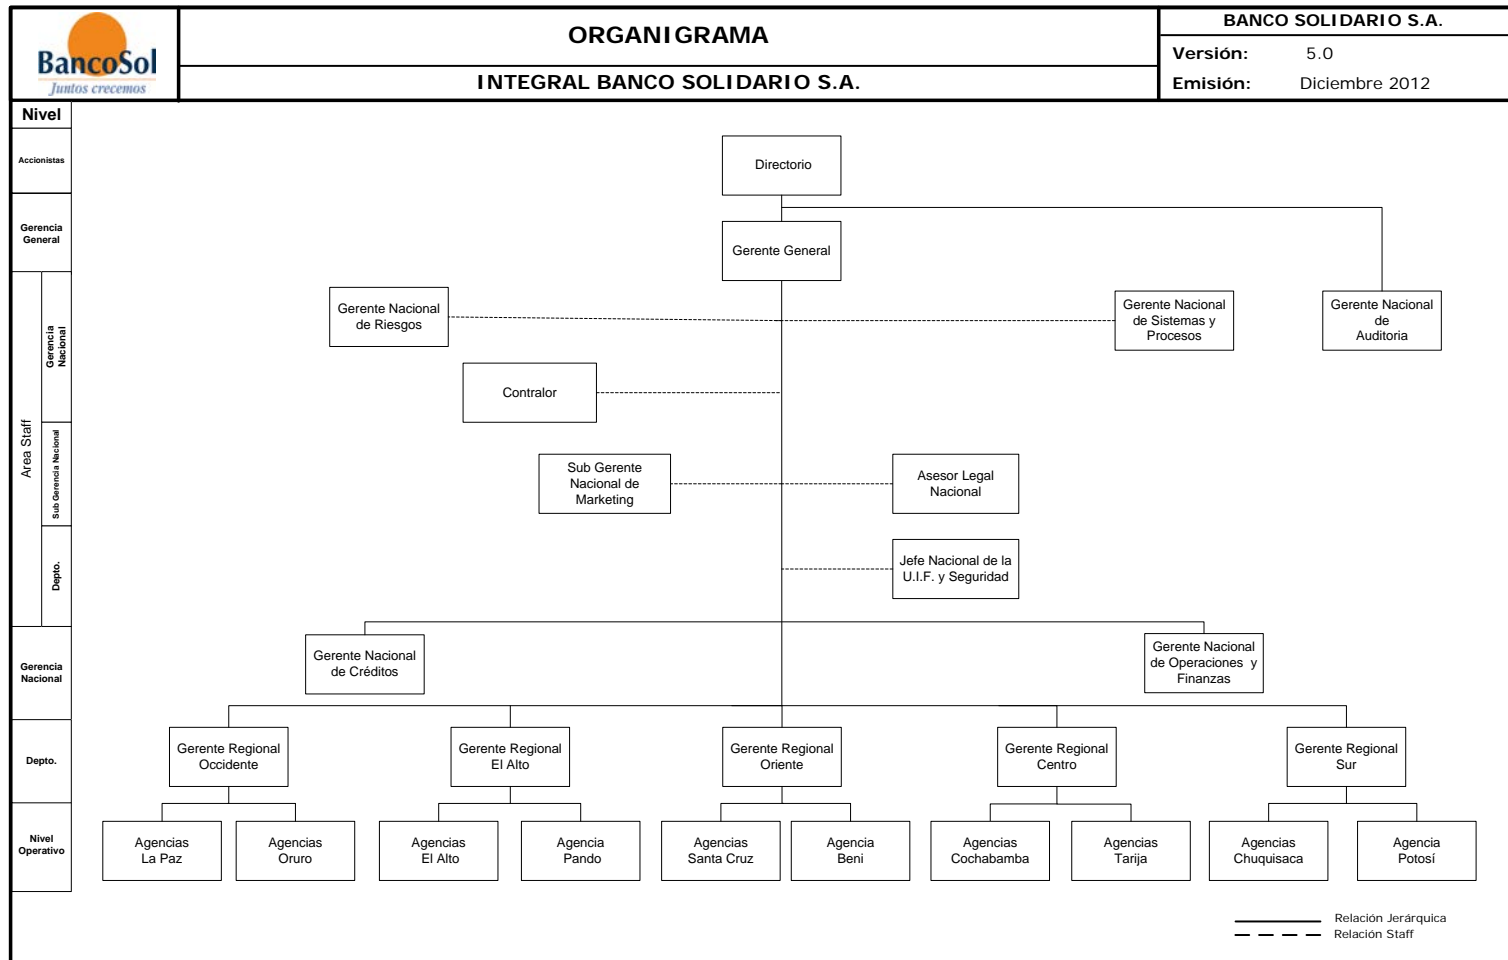 BancoSol
Juntos crecemos
ORGANIGRAMA
INTEGRAL BANCO SOLIDARIO S.A.
BANCO SOLIDARIO S.A.
Versión: 5.0
Emisión: Diciembre 2012
Nivel
Accionistas
Directorio
Gerencia
General
Gerente General
Area Staff
Gerencia
Nacional
Gerente Nacional
de Riesgos
Gerente Nacional
de Sistemas y
Procesos
Gerente Nacional
de
Auditoria
Contralor
Sub Gerencia Nacional
Sub Gerente
Nacional de
Marketing
Asesor Legal
Nacional
Depto.
Jefe Nacional de la
U.I.F. y Seguridad
Gerencia
Nacional
Gerente Nacional
de Créditos
Gerente Nacional
de Operaciones y
Finanzas
Depto.
Gerente Regional
Occidente
Gerente Regional
El Alto
Gerente Regional
Oriente
Gerente Regional
Centro
Gerente Regional
Sur
Nivel
Operativo
Agencias
La Paz
Agencias
Oruro
Agencias
El Alto
Agencia
Pando
Agencias
Santa Cruz
Agencia
Beni
Agencias
Cochabamba
Agencias
Tarija
Agencias
Chuquisaca
Agencia
Potosí
Relación Jerárquica
Relación Staff